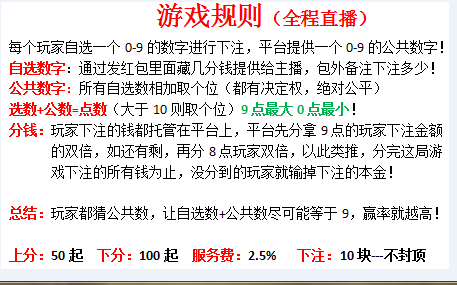 游戏规则（全程直播）
每个玩家自选一个 0-9 的数字进行下注，平台提供一个 0-9 的公共数字！
自选数字：通过发红包里面藏几分钱提供给主播，包外备注下注多少！
公共数字：所有自选数相加取个位（都有决定权，绝对公平）
选数+公数=点数（大于 10 则取个位）9 点最大 0 点最小！
分钱：玩家下注的钱都托管在平台上，平台先分拿 9 点的玩家下注金额
的双倍，如还有剩，再分 8 点玩家双倍，以此类推，分完这局游
戏下注的所有钱为止，没分到的玩家就输掉下注的本金！
总结：玩家都猜公共数，让自选数+公共数尽可能等于 9，赢率就越高！
上分：50 起 下分：100 起 服务费：2.5% 下注：10 块---不封顶